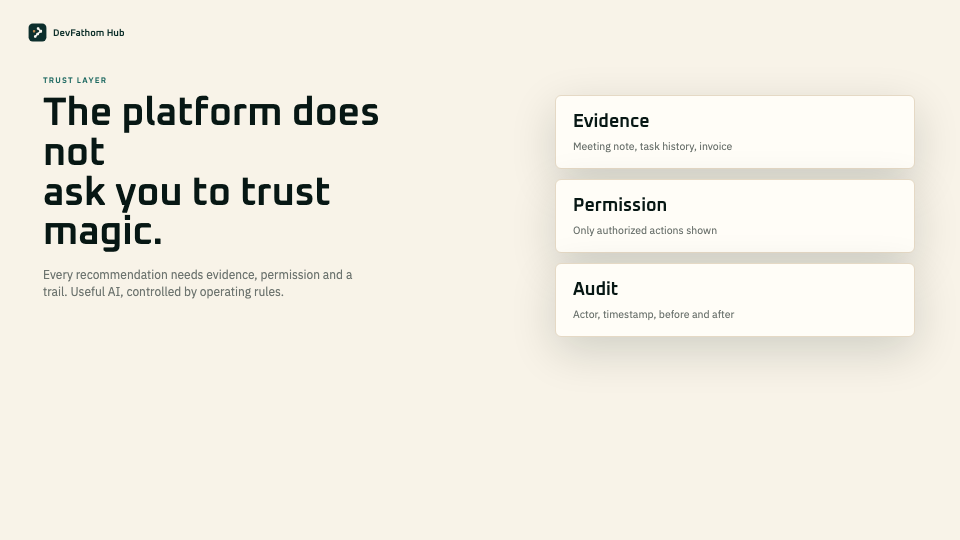 DevFathom Hub
TRUST LAYER
The platform does
not
ask you to trust
magic.
Every recommendation needs evidence, permission and a
trail. Useful AI, controlled by operating rules.
Evidence
Meeting note, task history, invoice
Permission
Only authorized actions shown
Audit
Actor, timestamp, before and after